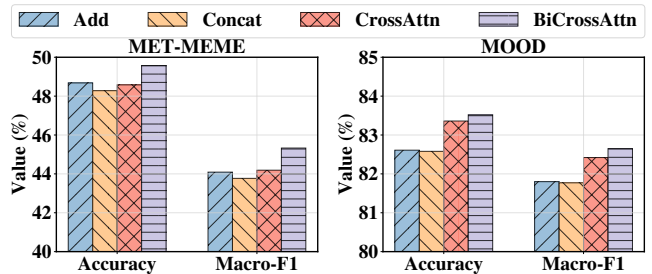 Add Concat CrossAttn BiCrossAttn
MET-MEME
Value (%)
50
48
46
44
42
40
Accuracy Macro-F1
MOOD
Value (%)
85
84
83
82
81
80
Accuracy Macro-F1